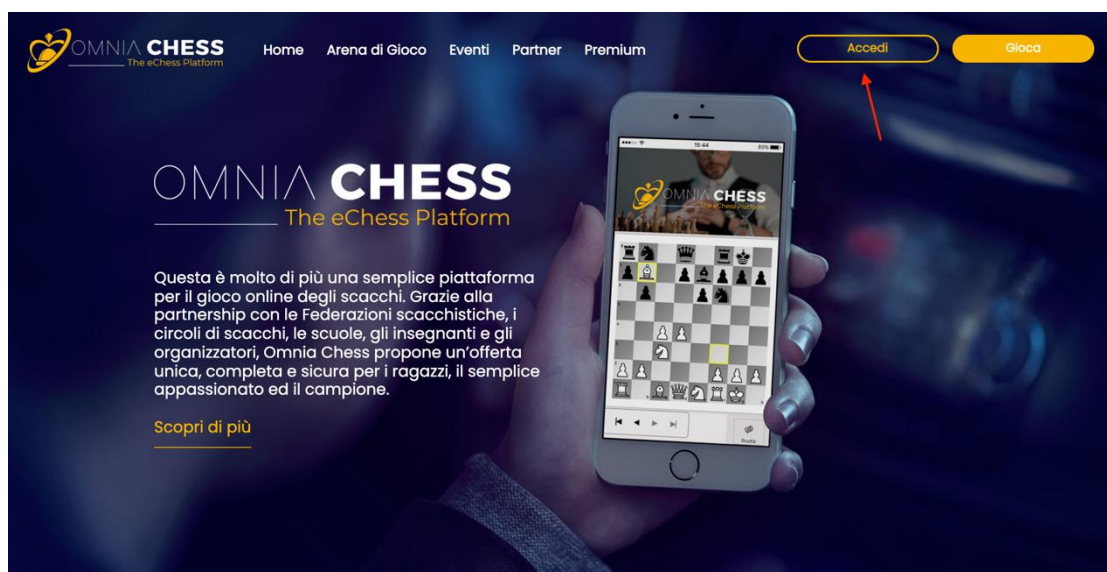 OMNIA CHESS
The eChess Platform
Home Arena di Gioco Eventi Partner Premium
Accedi
Gioca
OMNIA CHESS
The eChess Platform
Questa è molto di più una semplice piattaforma
per il gioco online degli scacchi. Grazie alla
partnership con le Federazioni scacchistiche, i
circoli di scacchi, le scuole, gli insegnanti e gli
organizzatori, Omnia Chess propone un'offerta
unica, completa e sicura per i ragazzi, il semplice
appassionato ed il campione.
Scopri di più
OMNIA CHESS
The eChess Platform
Ruota